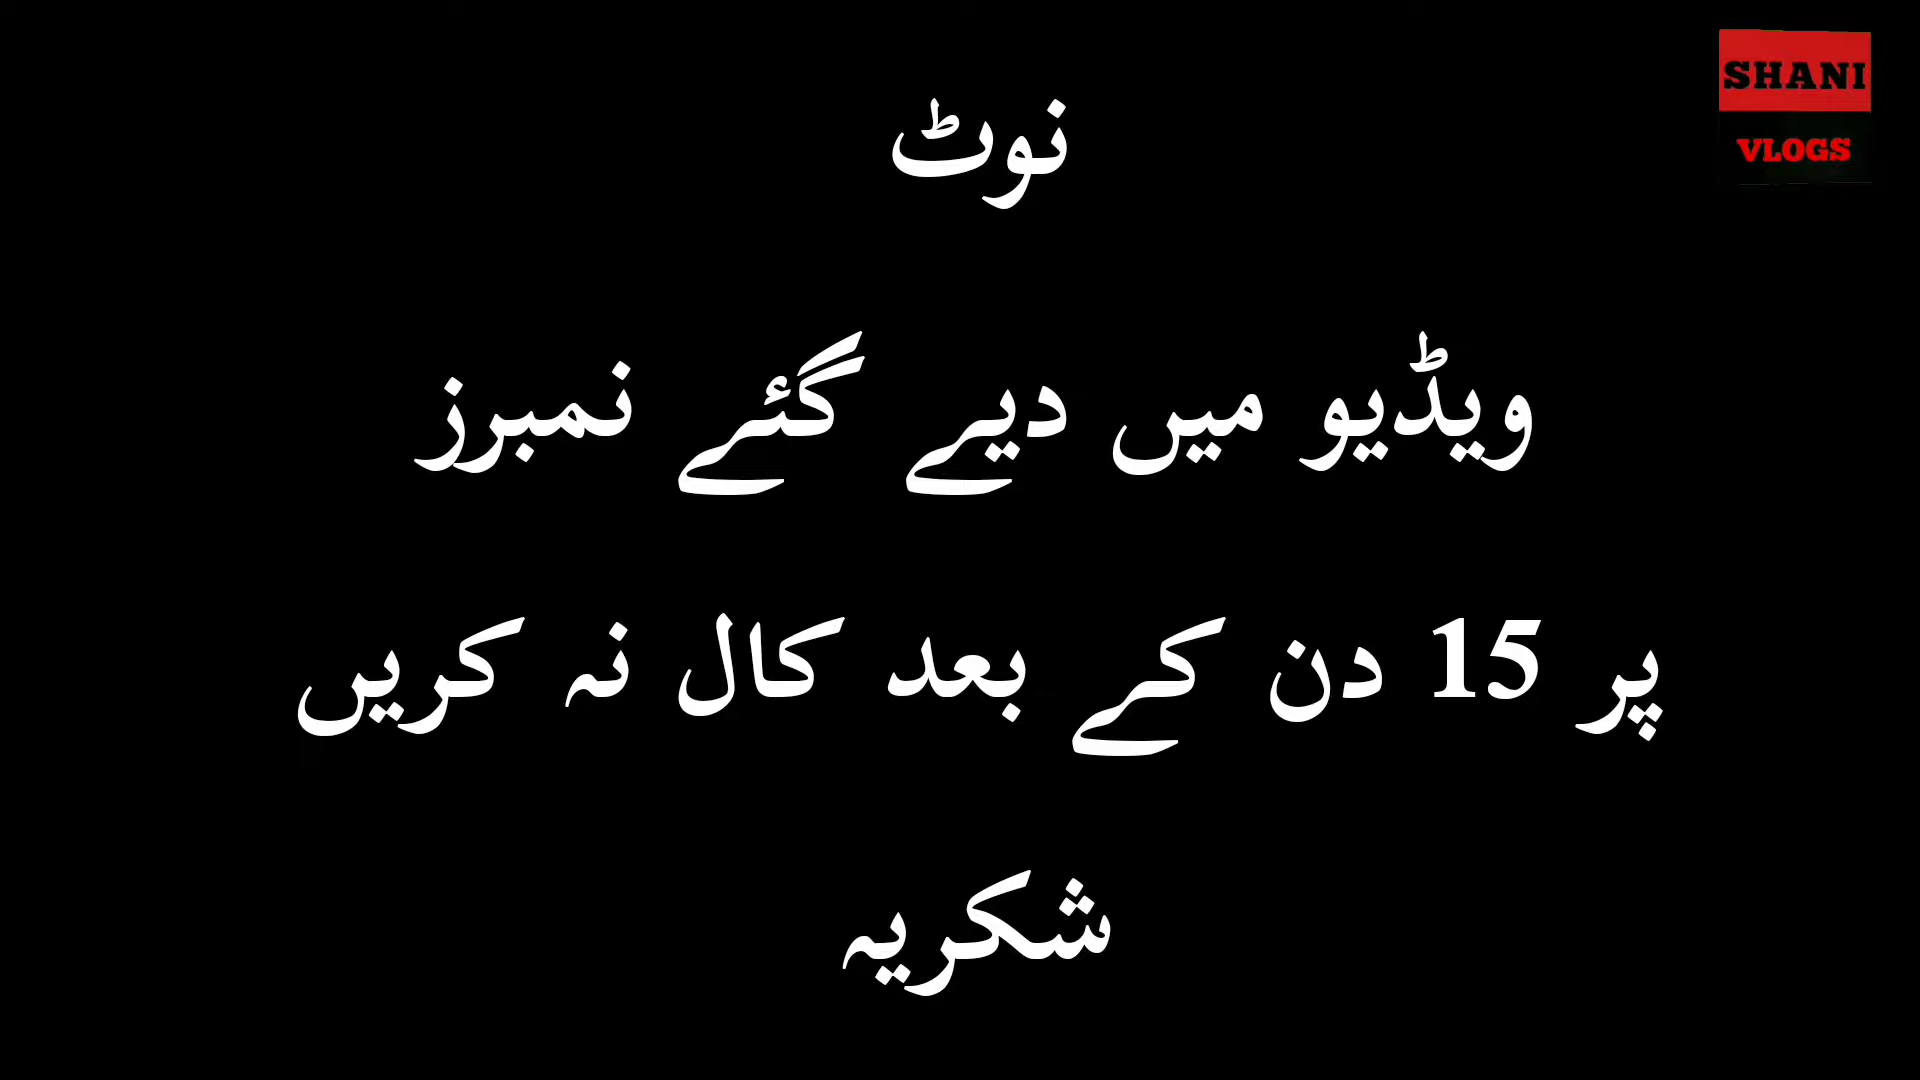 SHANI
VLOGS
نوٹ
ویڈیو میں دیے گئے نمبرز
پر 15 دن کے بعد کال نہ کریں
شکریہ